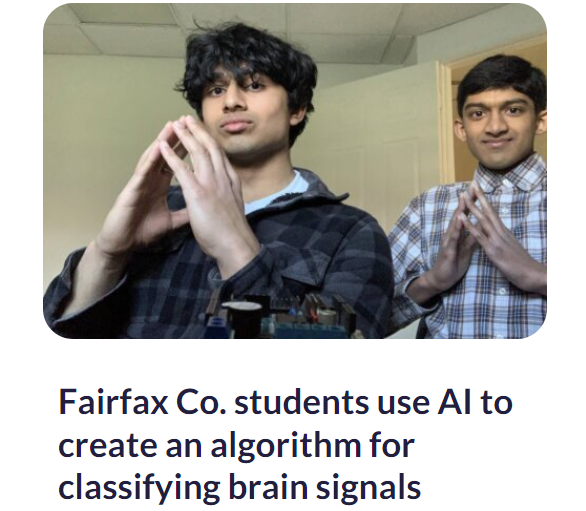 Fairfax Co. students use AI to
create an algorithm for
classifying brain signals